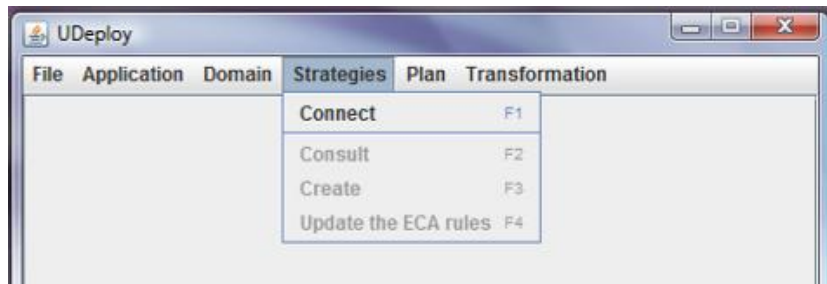 UDeploy
File Application Domain Strategies Plan Transformation
Connect F1
Consult F2
Create F3
Update the ECA rules F4